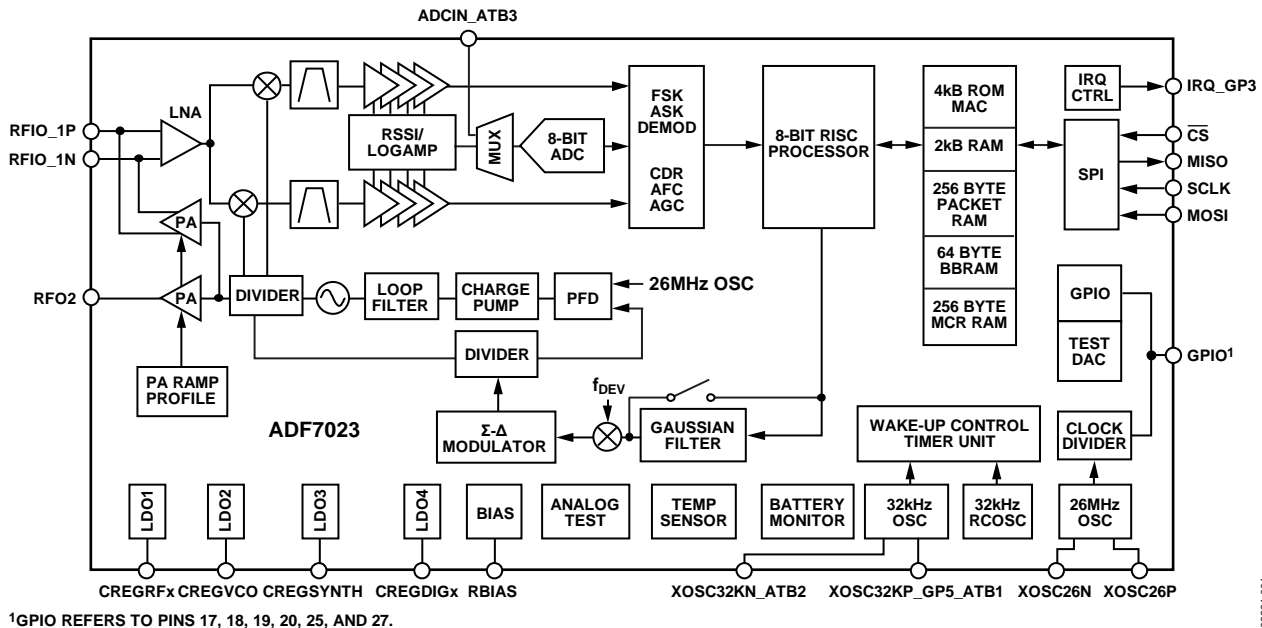 ADCIN_ATB3
LNA
RFIO_1P
RFIO_1N
RSSI/
LOGAMP
MUX
8-BIT
ADC
FSK
ASK
DEMOD
CDR
AFC
AGC
8-BIT RISC
PROCESSOR
4kB ROM
MAC
2kB RAM
256 BYTE
PACKET
RAM
64 BYTE
BBRAM
256 BYTE
MCR RAM
IRQ
CTRL
IRQ_GP3
SPI
CS
MISO
SCLK
MOSI
PA
PA
RFO2
DIVIDER
LOOP
FILTER
CHARGE
PUMP
PFD
26MHz OSC
GPIO
TEST
DAC
GPIO¹
DIVIDER
PA RAMP
PROFILE
ADF7023
Σ-Δ
MODULATOR
fDEV
GAUSSIAN
FILTER
WAKE-UP CONTROL
TIMER UNIT
CLOCK
DIVIDER
LDO1
LDO2
LDO3
LDO4
BIAS
ANALOG
TEST
TEMP
SENSOR
BATTERY
MONITOR
32kHz
OSC
32kHz
RCOSC
26MHz
OSC
CREGRFx
CREGVCO
CREGSYNTH
CREGDIGx
RBIAS
XOSC32KN_ATB2
XOSC32KP_GP5_ATB1
XOSC26N
XOSC26P
¹GPIO REFERS TO PINS 17, 18, 19, 20, 25, AND 27.